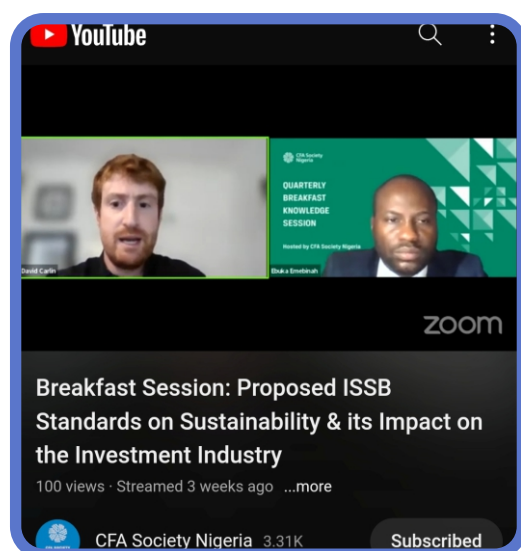 YouTube
CFA Society
Nigeria
QUARTERLY
BREAKFAST
KNOWLEDGE
SESSION
Hosted by CFA Society Nigeria
David Carlin
Ebuka Emebinah
zoom
Breakfast Session: Proposed ISSB
Standards on Sustainability & its Impact on
the Investment Industry
100 views · Streamed 3 weeks ago ...more
CFA Society Nigeria 3.31K
Subscribed